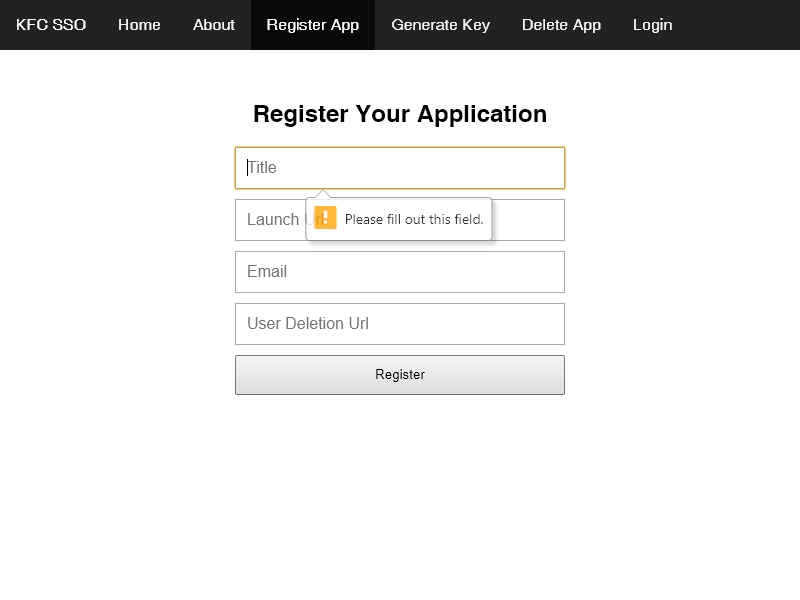 KFC SSO Home About Register App Generate Key Delete App Login
Register Your Application
Title
Launch Url
Please fill out this field.
Email
User Deletion Url
Register